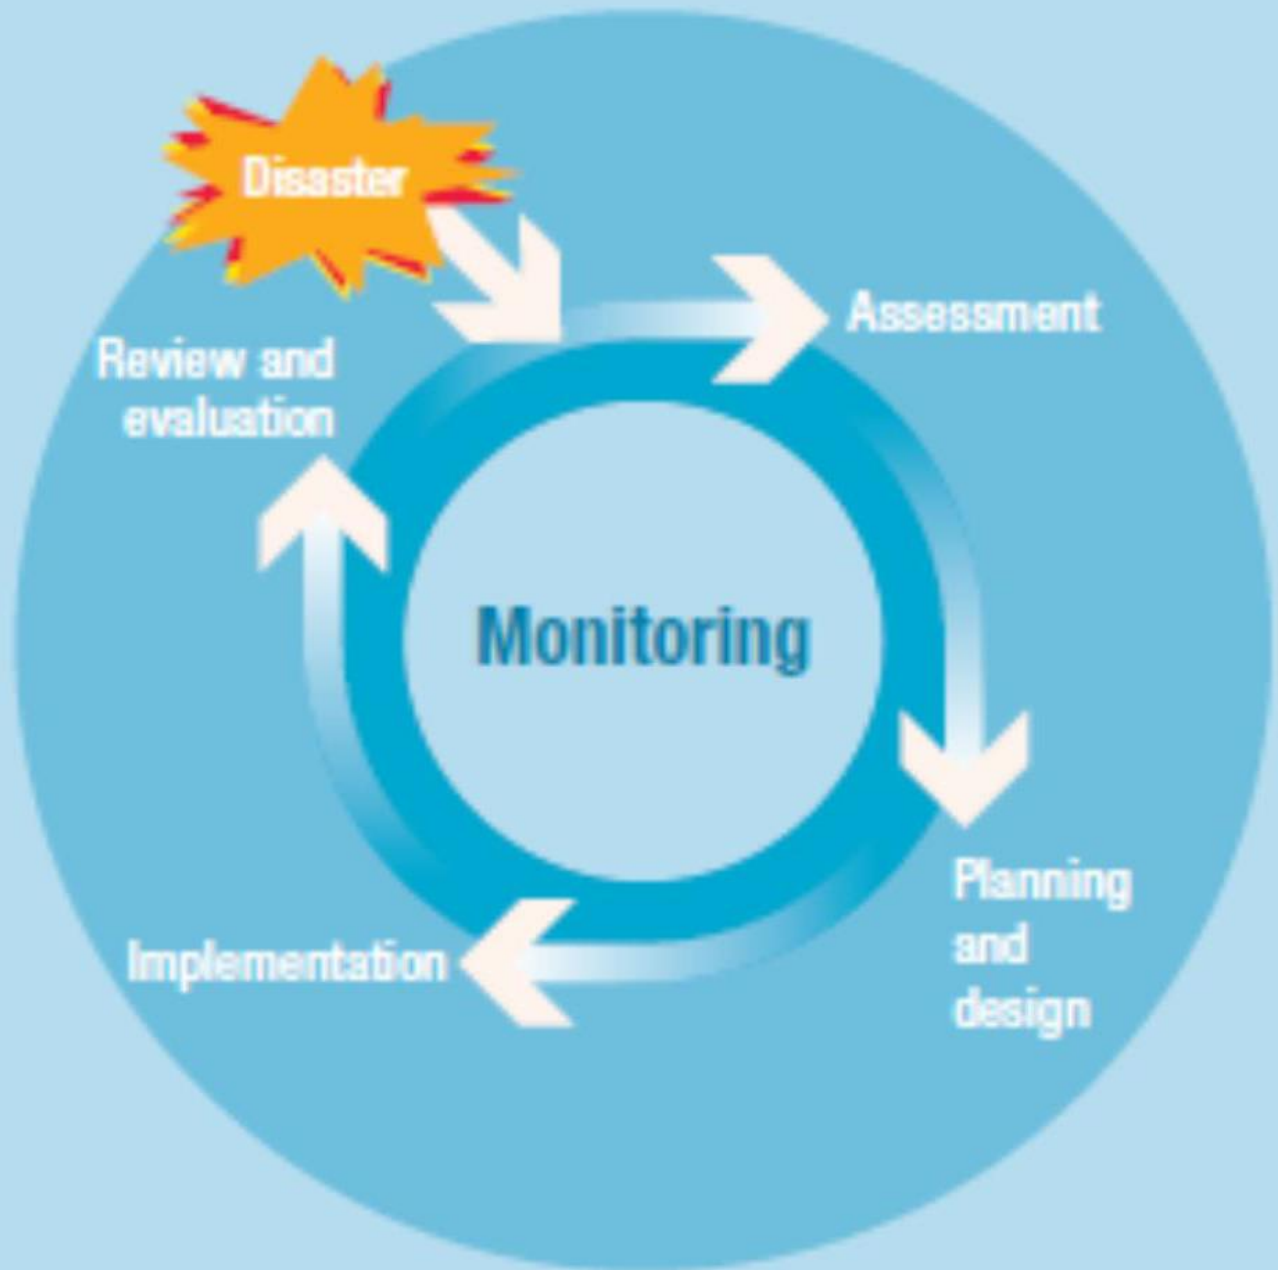 Disaster
Assessment
Review and
evaluation
Monitoring
Planning
and
design
Implementation